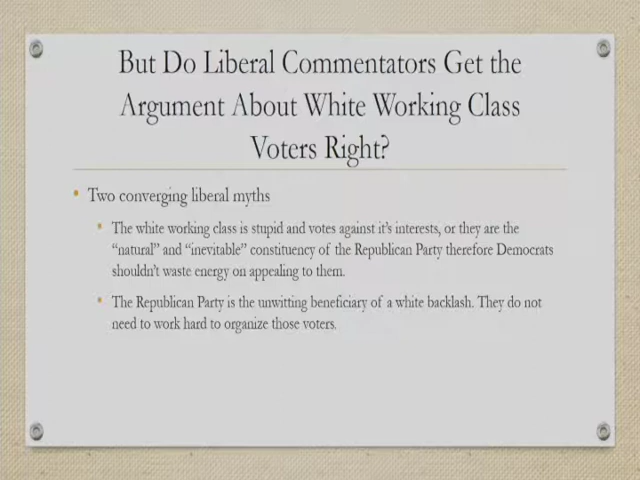 But Do Liberal Commentators Get the
Argument About White Working Class
Voters Right?
• Two converging liberal myths
• The white working class is stupid and votes against it's interests, or they are the
“natural” and “inevitable” constituency of the Republican Party therefore Democrats
shouldn't waste energy on appealing to them.
• The Republican Party is the unwitting beneficiary of a white backlash. They do not
need to work hard to organize those voters.